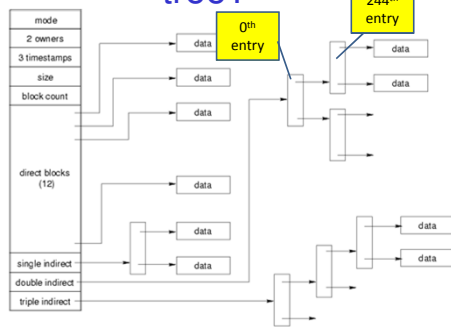 mode
2 owners
3 timestamps
size
block count
direct blocks
(12)
single indirect
double indirect
triple indirect
data
data
data
data
data
data
0th
entry
244th
entry
data
data
data
data